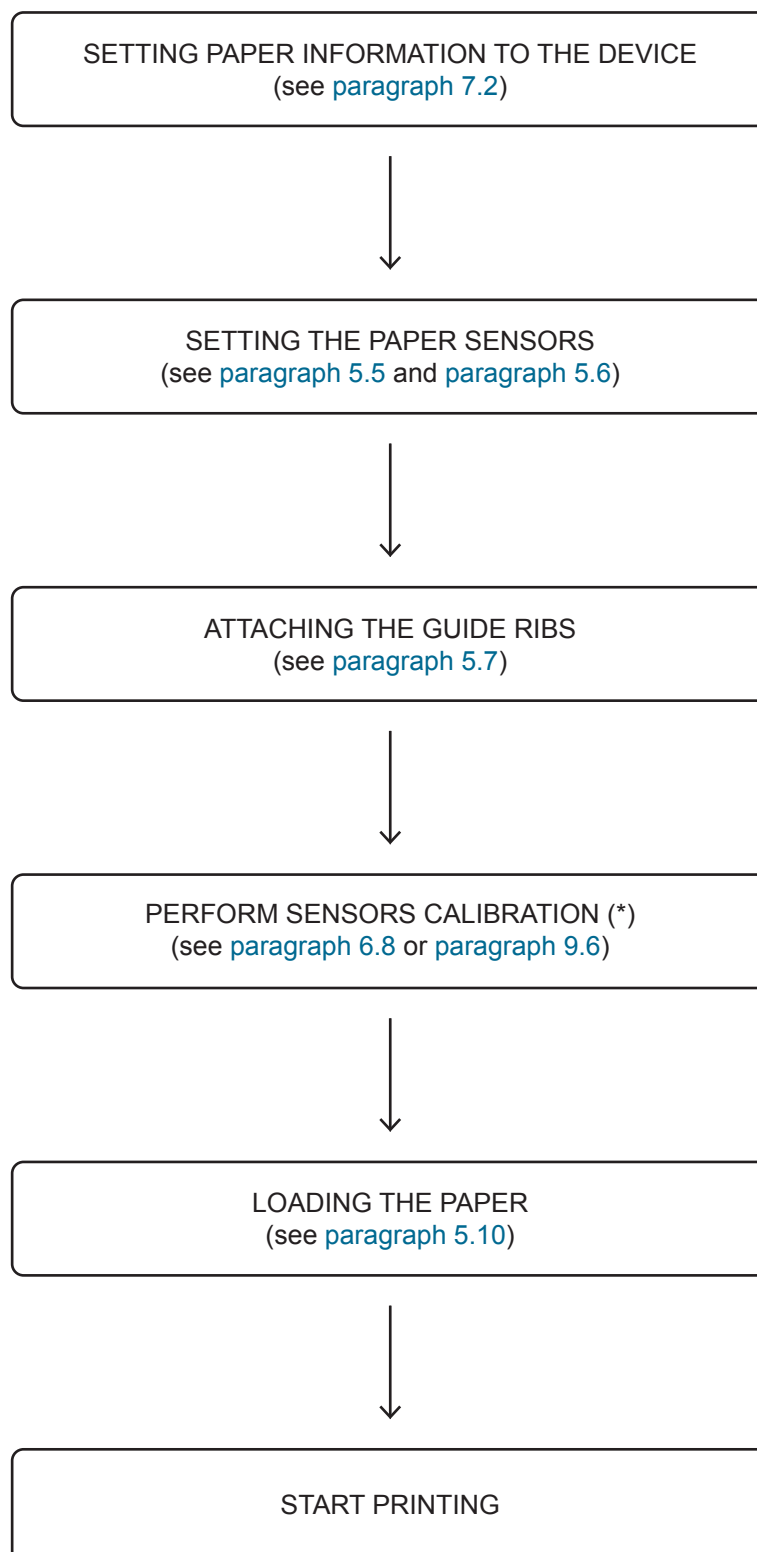 SETTING PAPER INFORMATION TO THE DEVICE
(see paragraph 7.2)
SETTING THE PAPER SENSORS
(see paragraph 5.5 and paragraph 5.6)
ATTACHING THE GUIDE RIBS
(see paragraph 5.7)
PERFORM SENSORS CALIBRATION (*)
(see paragraph 6.8 or paragraph 9.6)
LOADING THE PAPER
(see paragraph 5.10)
START PRINTING